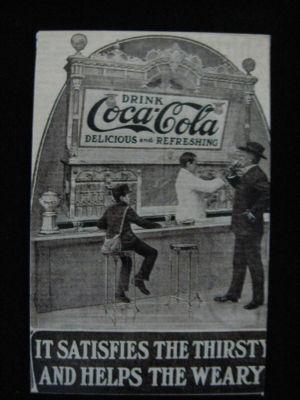 DRINK
Coca-Cola
DELICIOUS and REFRESHING
IT SATISFIES THE THIRSTY
AND HELPS THE WEARY